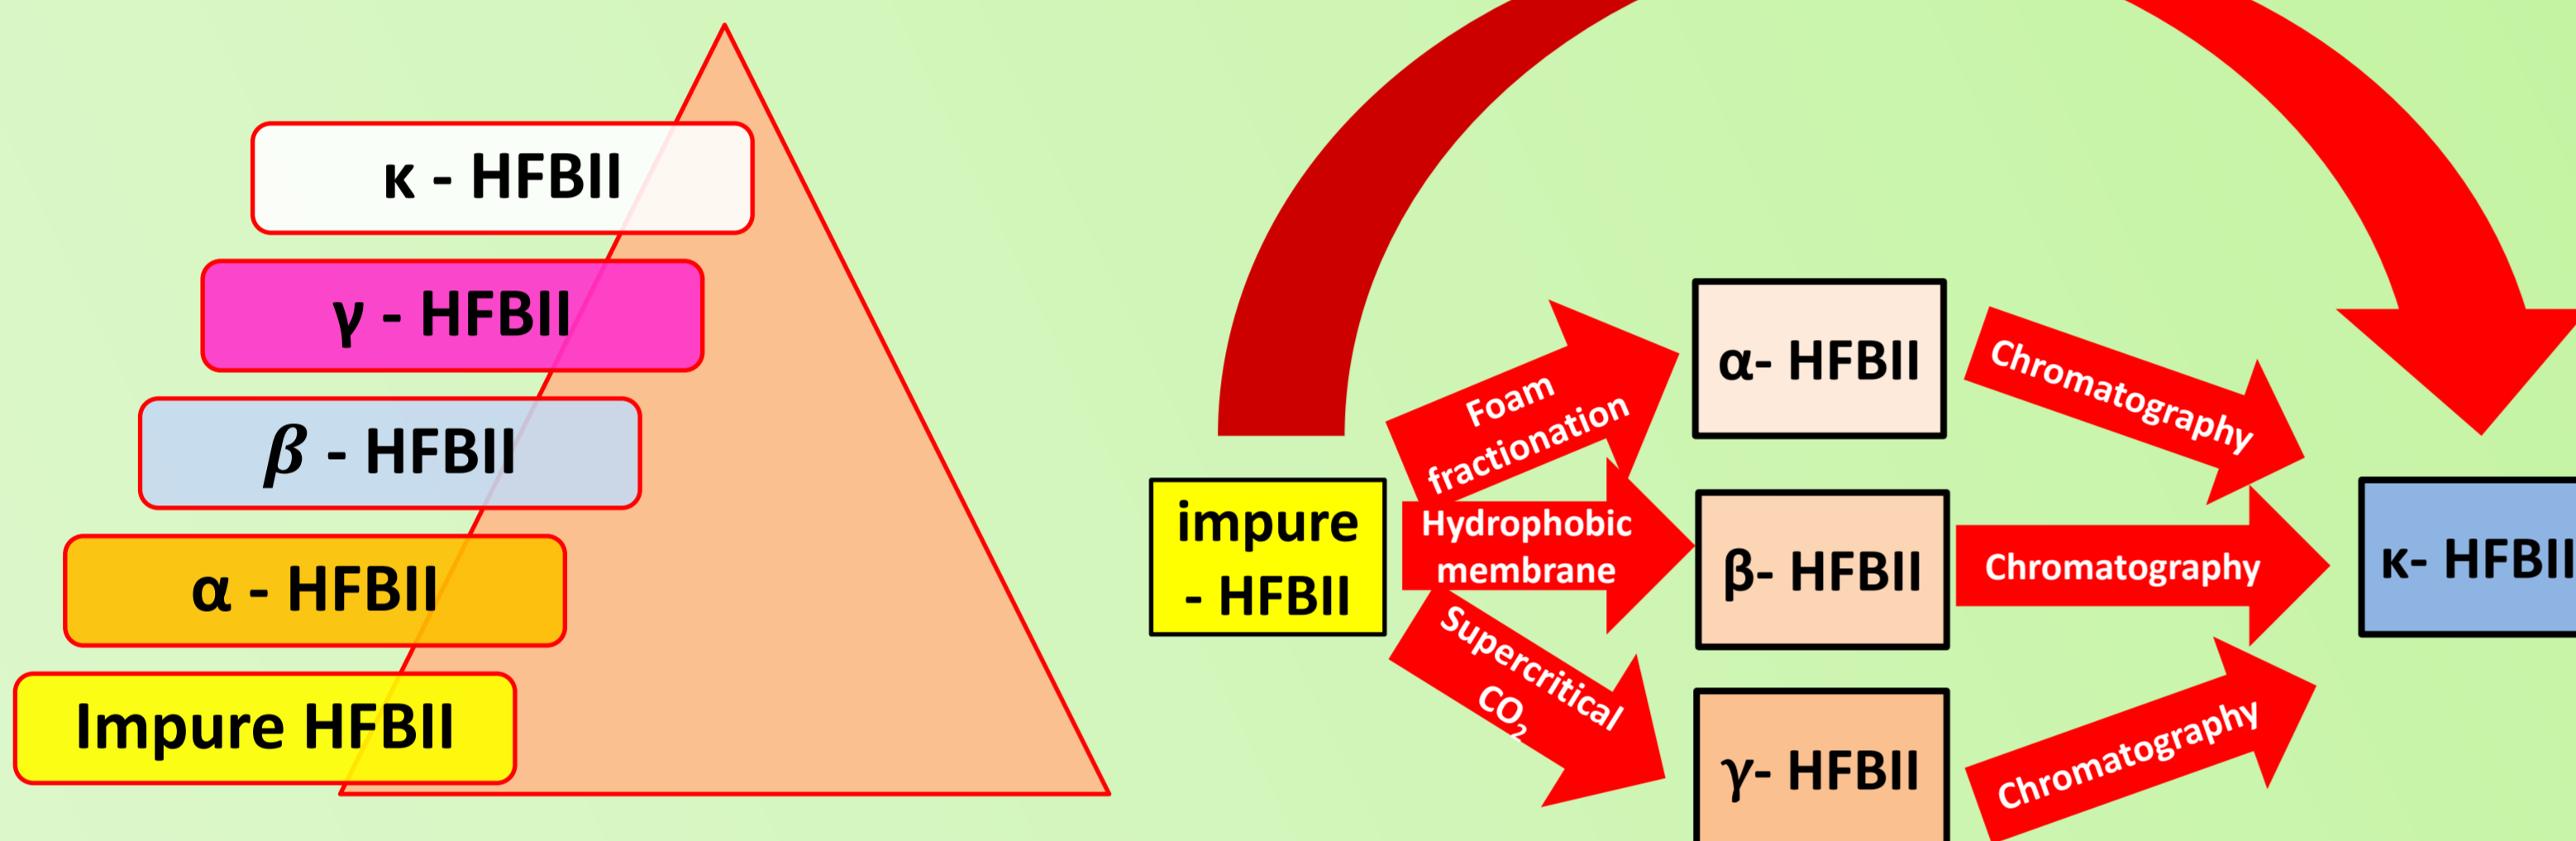 κ - HFBII
γ - HFBII
β - HFBII
α - HFBII
Impure HFBII
impure
- HFBII
Foam
fractionation
Hydrophobic
membrane
Supercritical
CO₂
α- HFBII
β- HFBII
γ- HFBII
Chromatography
Chromatography
Chromatography
κ- HFBII